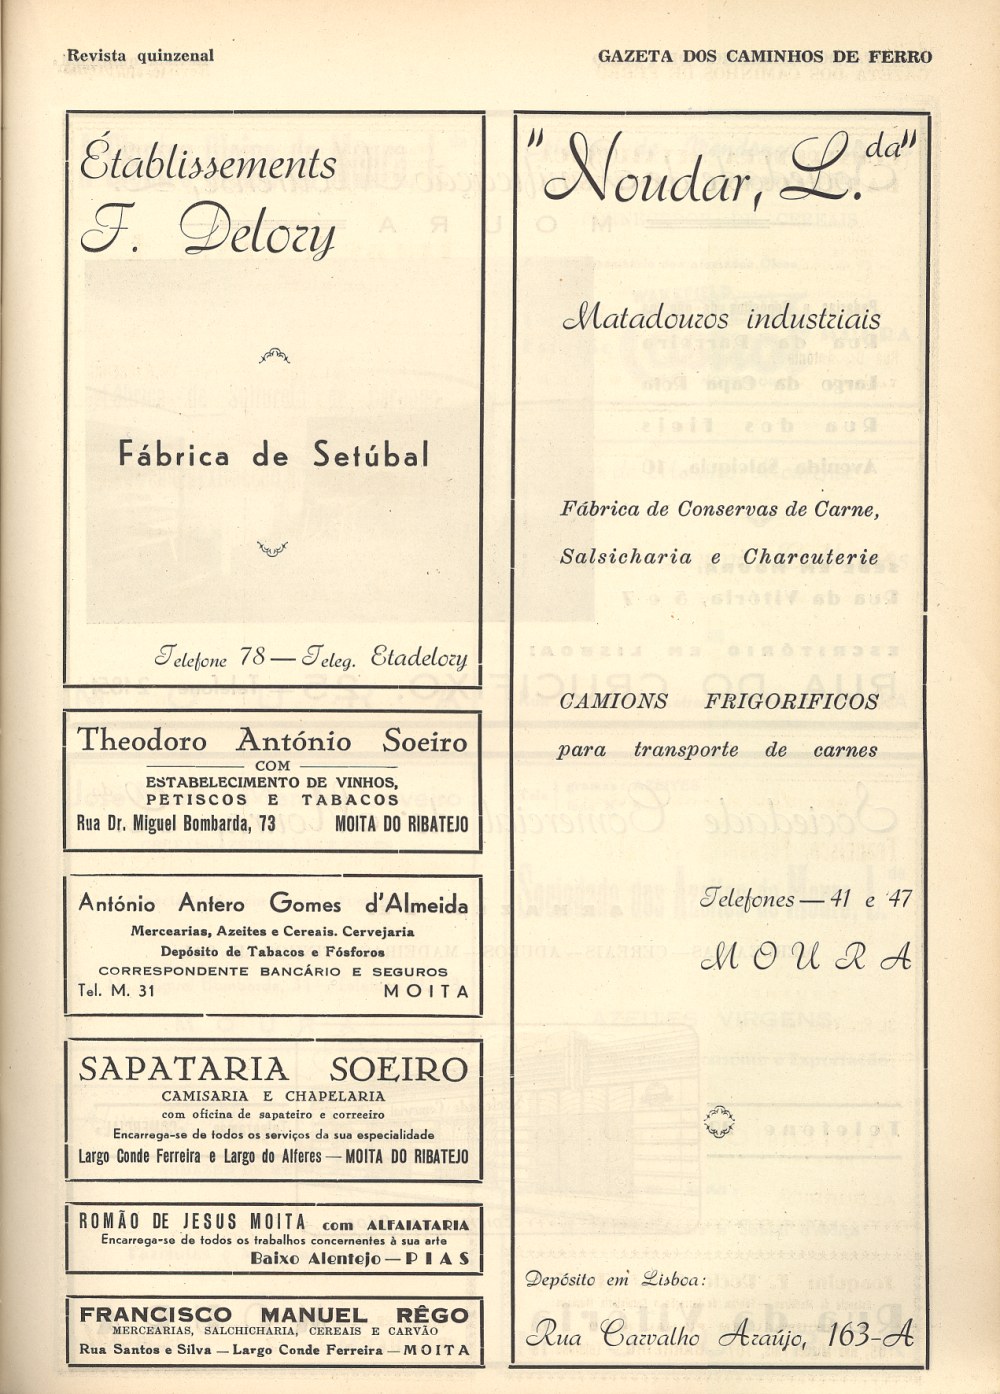 Revista quinzenal
GAZETA DOS CAMINHOS DE FERRO
Établissements
F. Delory
Fábrica de Setúbal
Telefone 78 — Teleg. Etadelory
Theodoro António Soeiro
COM
ESTABELECIMENTO DE VINHOS,
PETISCOS E TABACOS
Rua Dr. Miguel Bombarda, 73 MOITA DO RIBATEJO
António Antero Gomes d'Almeida
Mercearias, Azeites e Cereais. Cervejaria
Depósito de Tabacos e Fósforos
CORRESPONDENTE BANCÁRIO E SEGUROS
Tel. M. 31 MOITA
SAPATARIA SOEIRO
CAMISARIA E CHAPELARIA
com oficina de sapateiro e correeiro
Encarrega-se de todos os serviços da sua especialidade
Largo Conde Ferreira e Largo do Alferes — MOITA DO RIBATEJO
ROMÃO DE JESUS MOITA com ALFAIATARIA
Encarrega-se de todos os trabalhos concernentes à sua arte
Baixo Alentejo — PIAS
FRANCISCO MANUEL RÊGO
MERCEARIAS, SALCHICHARIA, CEREAIS E CARVÃO
Rua Santos e Silva — Largo Conde Ferreira — MOITA
"Noudar, L.da"
Matadouros industriais
Fábrica de Conservas de Carne,
Salsicharia e Charcuterie
CAMIONS FRIGORIFICOS
para transporte de carnes
Telefones — 41 e 47
MOURA
Depósito em Lisboa:
Rua Carvalho Araújo, 163-A